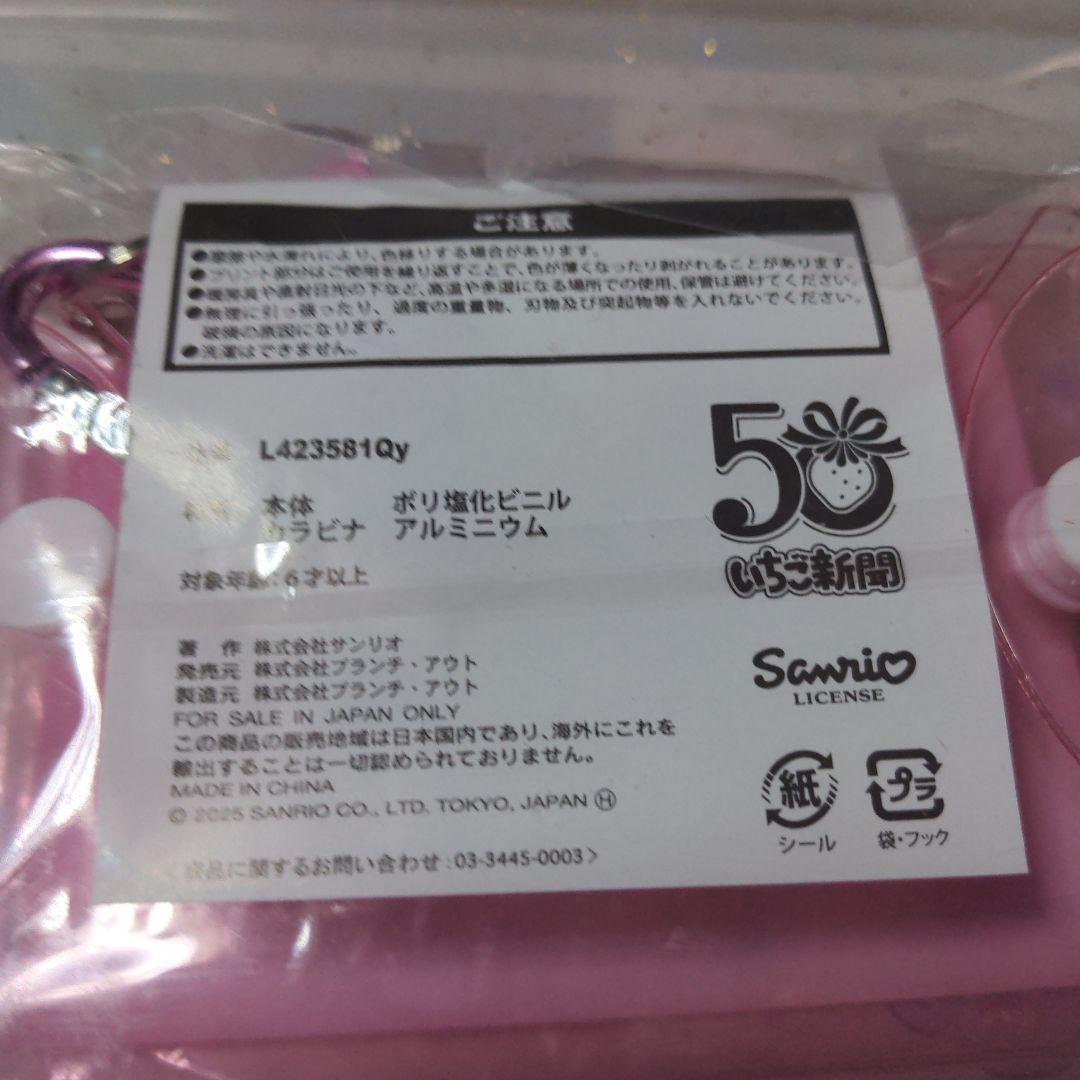 ご注意
●摩擦や水濡れにより、色移りする場合があります。
●プリント部分はご使用を繰り返すことで、色が薄くなったり剥がれることがあります。
●暖房具や直射日光の下など、高温や多湿になる場所での使用、保管は避けてください。
●無理に引っ張ったり、過度の重量物、刃物及び突起物等を入れないでください。
破損の原因になります。
●洗濯はできません。
L423581Qy
本体 ポリ塩化ビニル
カラビナ アルミニウム
対象年齢:6才以上
50
いちご新聞
著 作 株式会社サンリオ
発売元 株式会社ブランチ・アウト
製造元 株式会社ブランチ・アウト
FOR SALE IN JAPAN ONLY
この商品の販売地域は日本国内であり、海外にこれを
輸出することは一切認められておりません。
MADE IN CHINA
© 2025 SANRIO CO., LTD. TOKYO, JAPAN Ⓗ
に関するお問い合わせ:03-3445-0003>
Sanrio
LICENSE
紙
シール
プラ
袋・フック